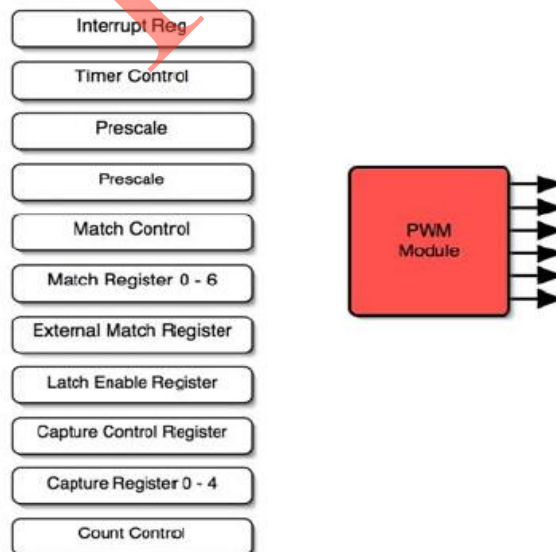 Interrupt Reg
Timer Control
Prescale
Prescale
Match Control
Match Register 0 - 6
External Match Register
Latch Enable Register
Capture Control Register
Capture Register 0 - 4
Count Control
PWM
Module